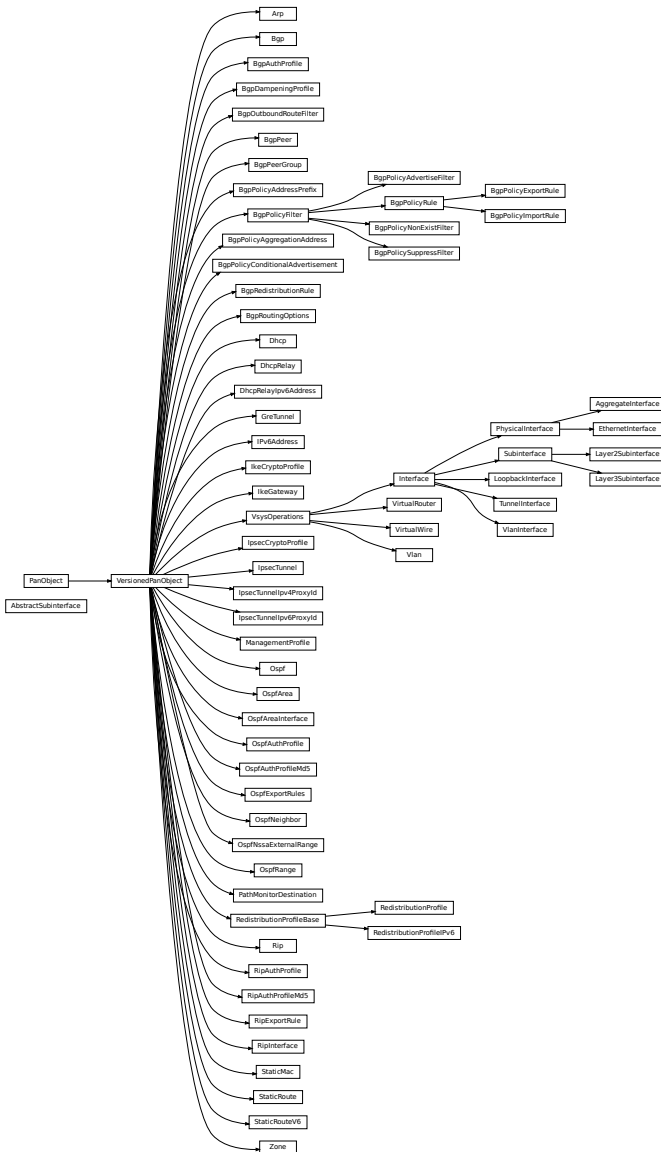 Arp
Bgp
BgpAuthProfile
BgpDampeningProfile
BgpOutboundRouteFilter
BgpPeer
BgpPeerGroup
BgpPolicyAddressPrefix
BgpPolicyFilter
BgpPolicyAdvertiseFilter
BgpPolicyRule
BgpPolicyExportRule
BgpPolicyImportRule
BgpPolicyNonExistFilter
BgpPolicySuppressFilter
BgpPolicyAggregationAddress
BgpPolicyConditionalAdvertisement
BgpRedistributionRule
BgpRoutingOptions
Dhcp
DhcpRelay
DhcpRelayIpv6Address
GreTunnel
IPv6Address
IkeCryptoProfile
IkeGateway
VsysOperations
Interface
PhysicalInterface
AggregateInterface
EthernetInterface
Subinterface
Layer2Subinterface
Layer3Subinterface
LoopbackInterface
TunnelInterface
VlanInterface
VirtualRouter
VirtualWire
Vlan
IpsecCryptoProfile
IpsecTunnel
PanObject
VersionedPanObject
AbstractSubinterface
IpsecTunnelIpv4ProxyId
IpsecTunnelIpv6ProxyId
ManagementProfile
Ospf
OspfArea
OspfAreaInterface
OspfAuthProfile
OspfAuthProfileMd5
OspfExportRules
OspfNeighbor
OspfNssaExternalRange
OspfRange
PathMonitorDestination
RedistributionProfileBase
RedistributionProfile
RedistributionProfileIPv6
Rip
RipAuthProfile
RipAuthProfileMd5
RipExportRule
RipInterface
StaticMac
StaticRoute
StaticRouteV6
Zone